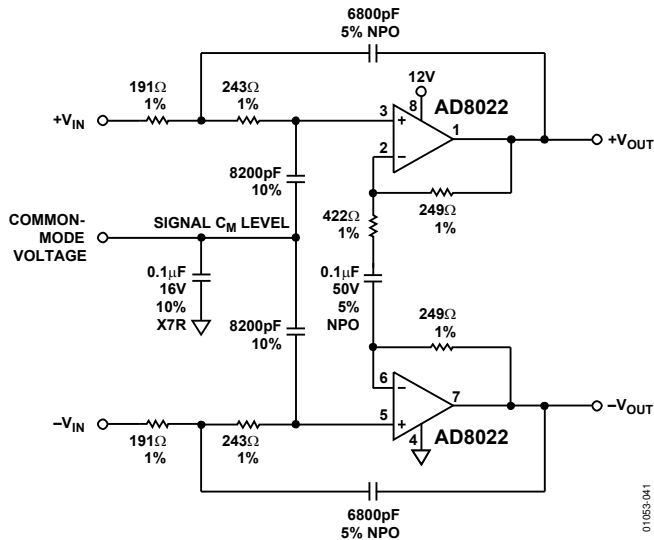 6800pF
5% NPO
191Ω
1%
243Ω
1%
12V
8
AD8022
+VIN
3
+
1
+VOUT
2
−
8200pF
10%
249Ω
1%
422Ω
1%
COMMON-
MODE
VOLTAGE
SIGNAL CM LEVEL
0.1μF
16V
10%
X7R
8200pF
10%
0.1μF
50V
5%
NPO
249Ω
1%
6
−
7
−VOUT
5
+
−VIN
4
AD8022
191Ω
1%
243Ω
1%
6800pF
5% NPO
01053-041